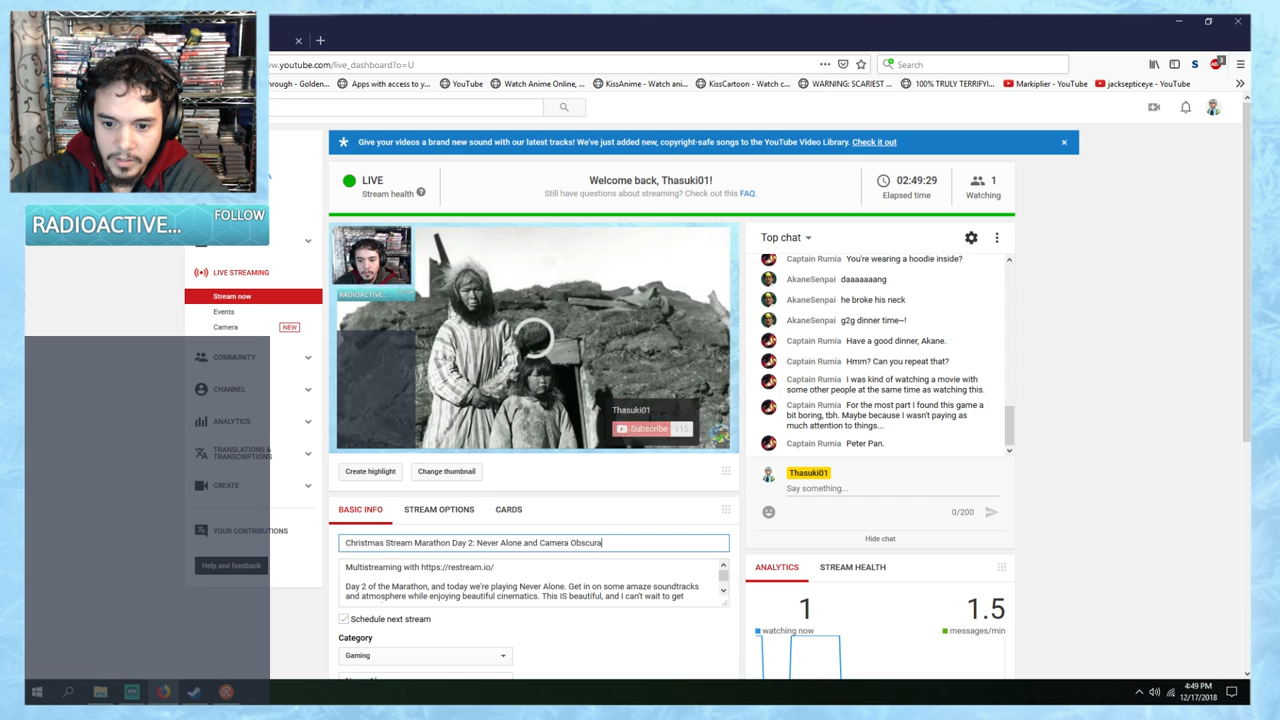 ww.youtube.com/live_dashboard?o=U
Search
hrough - Golden...
Apps with access to y...
YouTube
Watch Anime Online, ...
KissAnime - Watch ani...
KissCartoon - Watch c...
WARNING: SCARIEST ...
100% TRULY TERRIFYI...
Markiplier - YouTube
jacksepticeye - YouTube
Give your videos a brand new sound with our latest tracks! We've just added new, copyright-safe songs to the YouTube Video Library. Check it out
LIVE
Stream health
Welcome back, Thasuki01!
Still have questions about streaming? Check out this FAQ.
02:49:29
Elapsed time
1
Watching
RADIOACTIVE...
FOLLOW
LIVE STREAMING
Stream now
Events
Camera
NEW
COMMUNITY
CHANNEL
ANALYTICS
TRANSLATIONS &
TRANSCRIPTIONS
CREATE
YOUR CONTRIBUTIONS
Help and feedback
RADIOACTIVE...
Thasuki01
Subscribe 115
Create highlight
Change thumbnail
BASIC INFO
STREAM OPTIONS
CARDS
Christmas Stream Marathon Day 2: Never Alone and Camera Obscura
Multistreaming with https://restream.io/
Day 2 of the Marathon, and today we're playing Never Alone. Get in on some amaze soundtracks
and atmosphere while enjoying beautiful cinematics. This IS beautiful, and I can't wait to get
Schedule next stream
Category
Gaming
Top chat
Captain Rumia You're wearing a hoodie inside?
AkaneSenpai daaaaaaang
AkaneSenpai he broke his neck
AkaneSenpai g2g dinner time~!
Captain Rumia Have a good dinner, Akane.
Captain Rumia Hmm? Can you repeat that?
Captain Rumia I was kind of watching a movie with
some other people at the same time as watching this.
Captain Rumia For the most part I found this game a
bit boring, tbh. Maybe because I wasn't paying as
much attention to things...
Captain Rumia Peter Pan.
Thasuki01
Say something...
0/200
Hide chat
ANALYTICS
STREAM HEALTH
1
watching now
1.5
messages/min
4:49 PM
12/17/2018